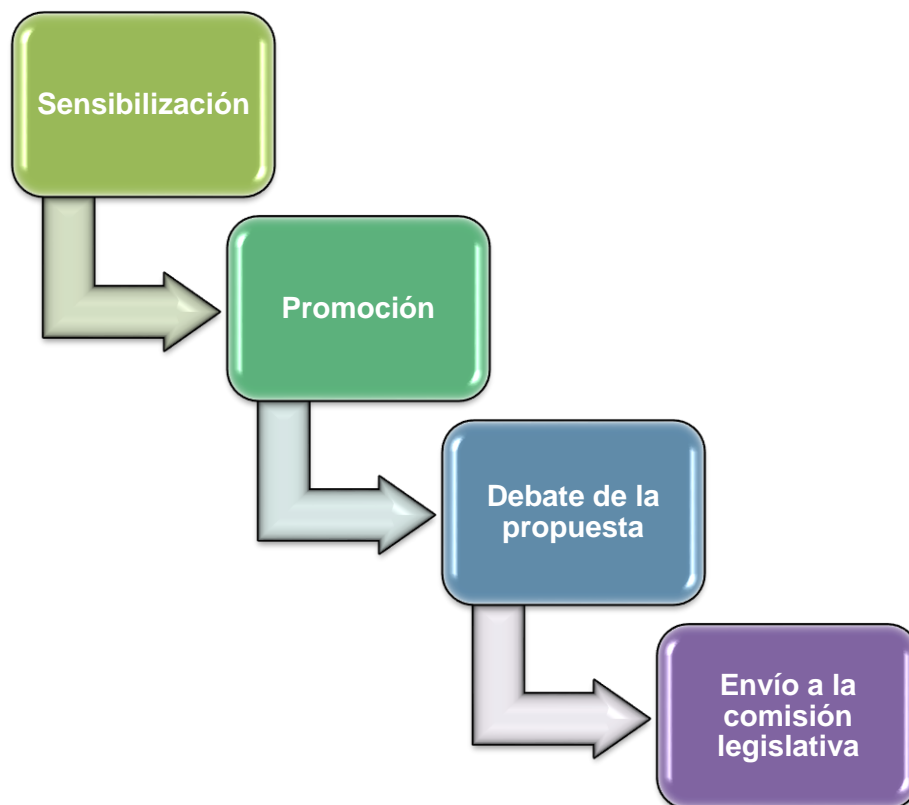 Sensibilización
Promoción
Debate de la
propuesta
Envío a la
comisión
legislativa